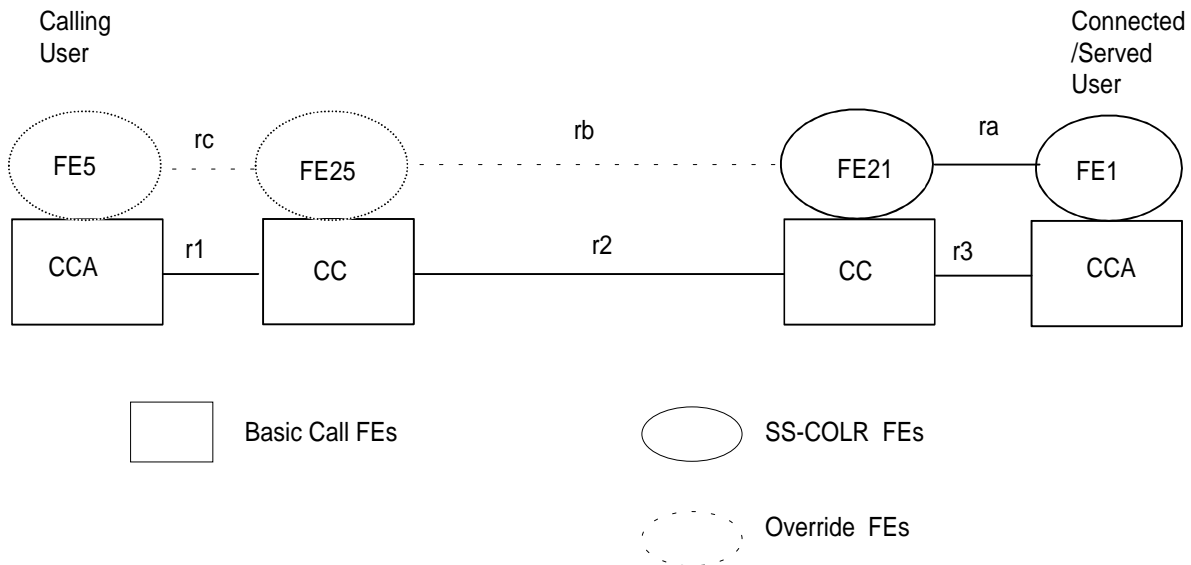 Calling
User
Connected
/Served
User
rc
rb
ra
FE5
FE25
FE21
FE1
r1
r2
r3
CCA
CC
CC
CCA
Basic Call FEs
SS-COLR FEs
Override FEs